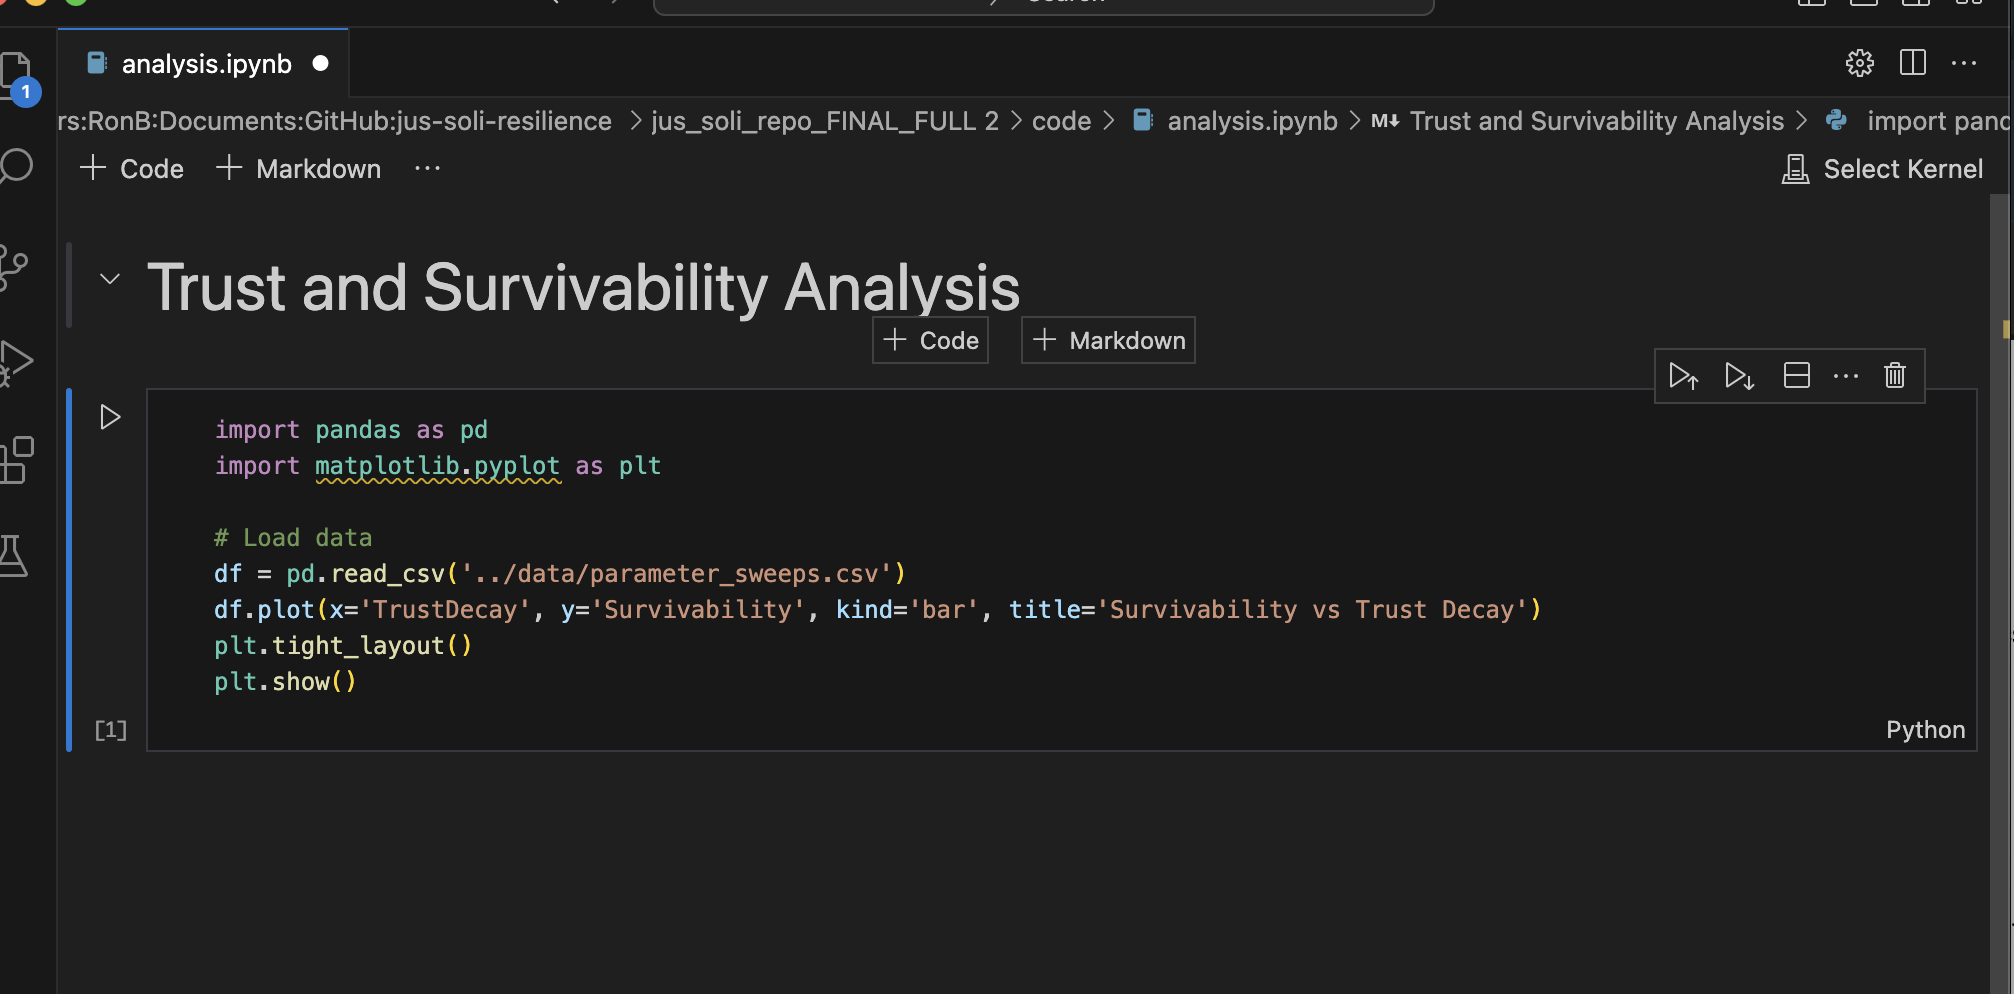 analysis.ipynb
1
rs:RonB:Documents:GitHub:jus-soli-resilience > jus_soli_repo_FINAL_FULL 2 > code > analysis.ipynb > M↓ Trust and Survivability Analysis > import pand
+ Code + Markdown ...
Select Kernel
Trust and Survivability Analysis
+ Code + Markdown
import pandas as pd
import matplotlib.pyplot as plt
# Load data
df = pd.read_csv('../data/parameter_sweeps.csv')
df.plot(x='TrustDecay', y='Survivability', kind='bar', title='Survivability vs Trust Decay')
plt.tight_layout()
plt.show()
[1]
Python